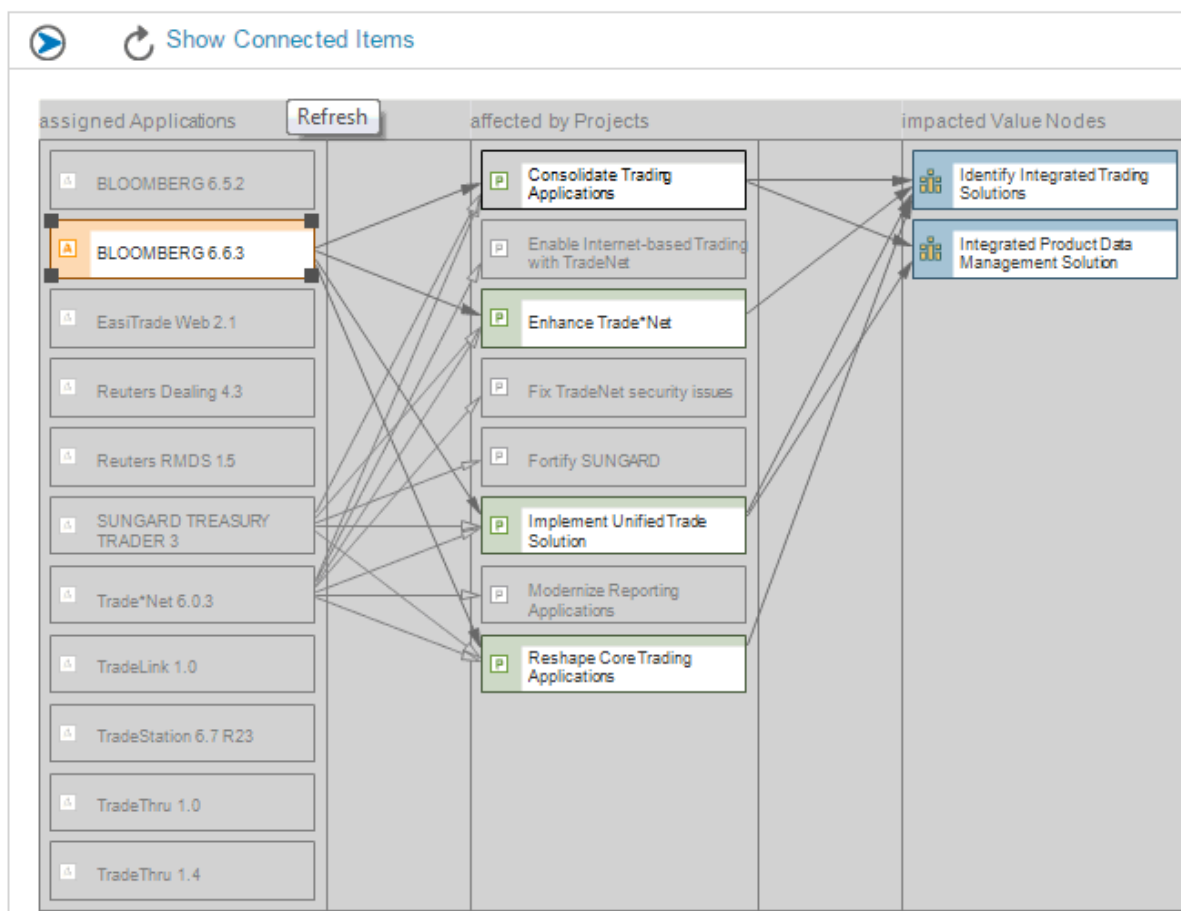 Show Connected Items
assigned Applications
Refresh
affected by Projects
impacted Value Nodes
BLOOMBERG 6.5.2
BLOOMBERG 6.6.3
EasiTrade Web 2.1
Reuters Dealing 4.3
Reuters RMDS 1.5
SUNGARD TREASURY
TRADER 3
Trade*Net 6.0.3
TradeLink 1.0
TradeStation 6.7 R23
TradeThru 1.0
TradeThru 1.4
Consolidate Trading
Applications
Enable Internet-based Trading
with TradeNet
Enhance Trade*Net
Fix TradeNet security issues
Fortify SUNGARD
Implement Unified Trade
Solution
Modernize Reporting
Applications
Reshape Core Trading
Applications
Identify Integrated Trading
Solutions
Integrated Product Data
Management Solution